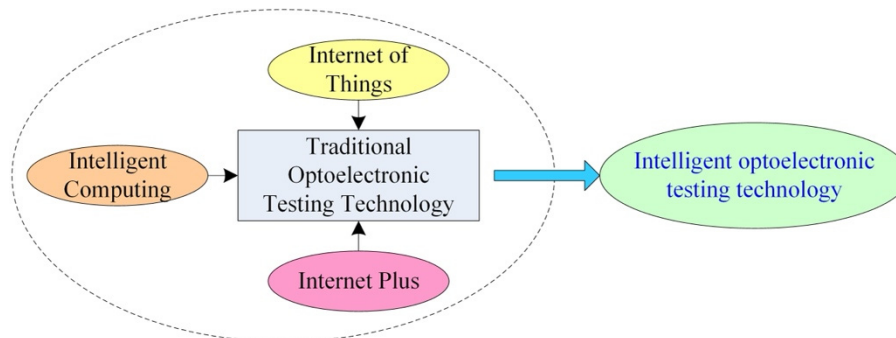 Internet of
Things
Intelligent
Computing
Traditional
Optoelectronic
Testing Technology
Internet Plus
Intelligent optoelectronic
testing technology